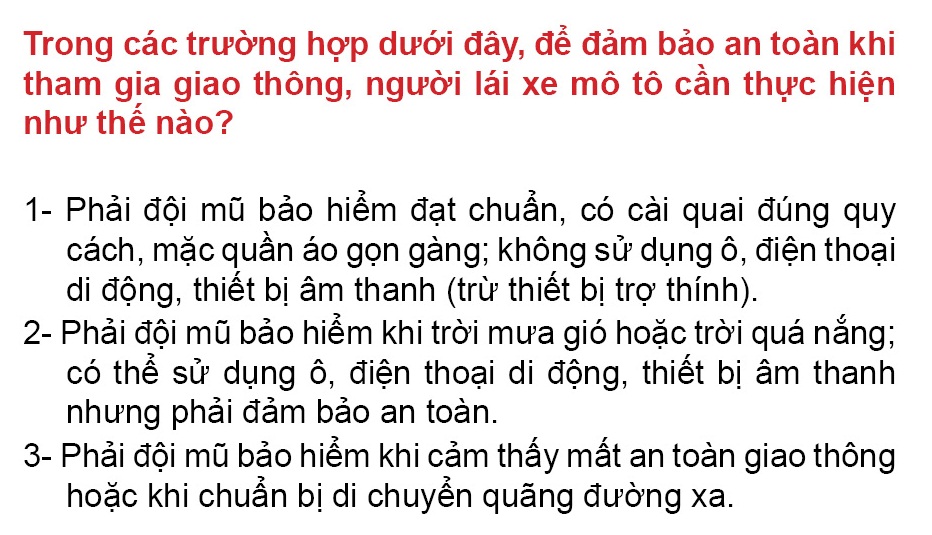 Trong các trường hợp dưới đây, để đảm bảo an toàn khi
tham gia giao thông, người lái xe mô tô cần thực hiện
như thế nào?
1- Phải đội mũ bảo hiểm đạt chuẩn, có cài quai đúng quy
cách, mặc quần áo gọn gàng; không sử dụng ô, điện thoại
di động, thiết bị âm thanh (trừ thiết bị trợ thính).
2- Phải đội mũ bảo hiểm khi trời mưa gió hoặc trời quá nắng;
có thể sử dụng ô, điện thoại di động, thiết bị âm thanh
nhưng phải đảm bảo an toàn.
3- Phải đội mũ bảo hiểm khi cảm thấy mất an toàn giao thông
hoặc khi chuẩn bị di chuyển quãng đường xa.